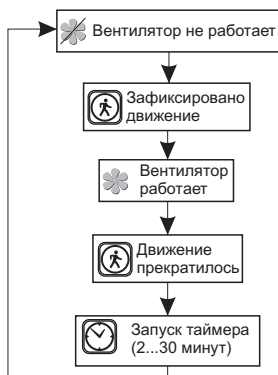 Вентилятор не работает
Зафиксировано
движение
Вентилятор
работает
Движение
прекратилось
Запуск таймера
(2...30 минут)